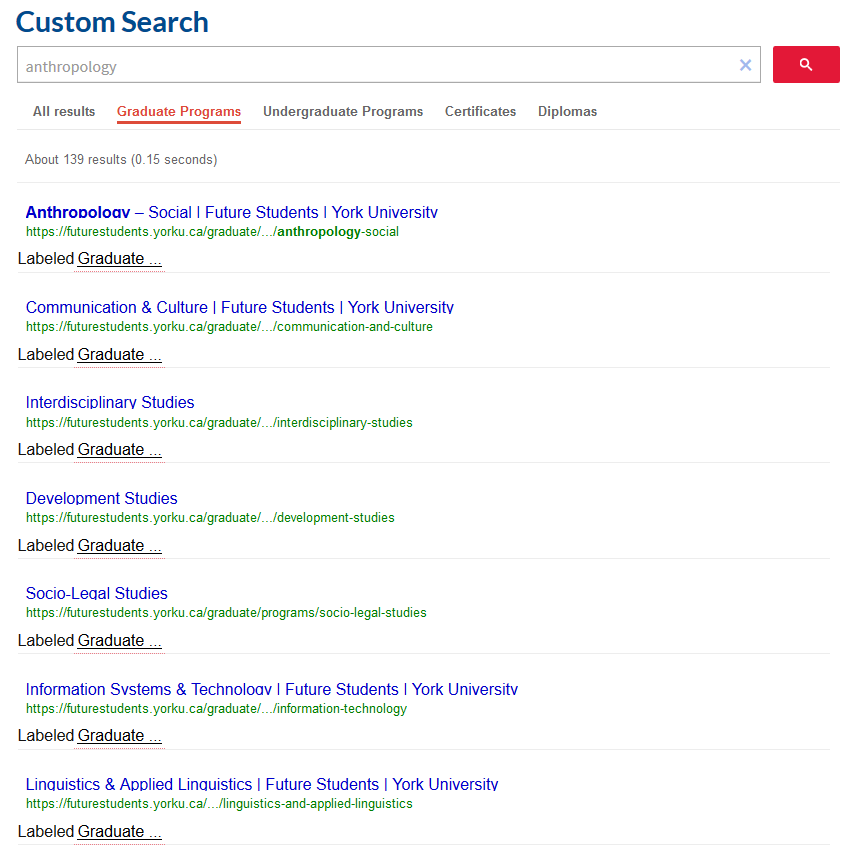 Custom Search
anthropology
All results Graduate Programs Undergraduate Programs Certificates Diplomas
About 139 results (0.15 seconds)
Anthropology – Social | Future Students | York University
https://futurestudents.yorku.ca/graduate/.../anthropology-social
Labeled Graduate ...
Communication & Culture | Future Students | York University
https://futurestudents.yorku.ca/graduate/.../communication-and-culture
Labeled Graduate ...
Interdisciplinary Studies
https://futurestudents.yorku.ca/graduate/.../interdisciplinary-studies
Labeled Graduate ...
Development Studies
https://futurestudents.yorku.ca/graduate/.../development-studies
Labeled Graduate ...
Socio-Legal Studies
https://futurestudents.yorku.ca/graduate/programs/socio-legal-studies
Labeled Graduate ...
Information Systems & Technology | Future Students | York University
https://futurestudents.yorku.ca/graduate/.../information-technology
Labeled Graduate ...
Linguistics & Applied Linguistics | Future Students | York University
https://futurestudents.yorku.ca/.../linguistics-and-applied-linguistics
Labeled Graduate ...